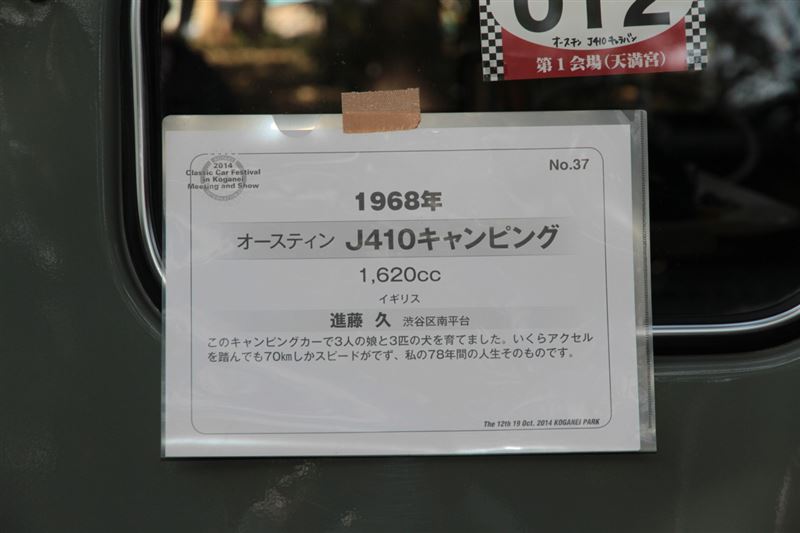 012
オースチン J410キャラバン
第1会場(天満宮)
2014
Classic Car Festival
in Koganei
Meeting and Show
No.37
1968年
オースティン J410キャンピング
1,620cc
イギリス
進藤 久 渋谷区南平台
このキャンピングカーで3人の娘と3匹の犬を育てました。いくらアクセル
を踏んでも70㎞しかスピードがでず、私の78年間の人生そのものです。
The 12th 19 Oct. 2014 KOGANEI PARK